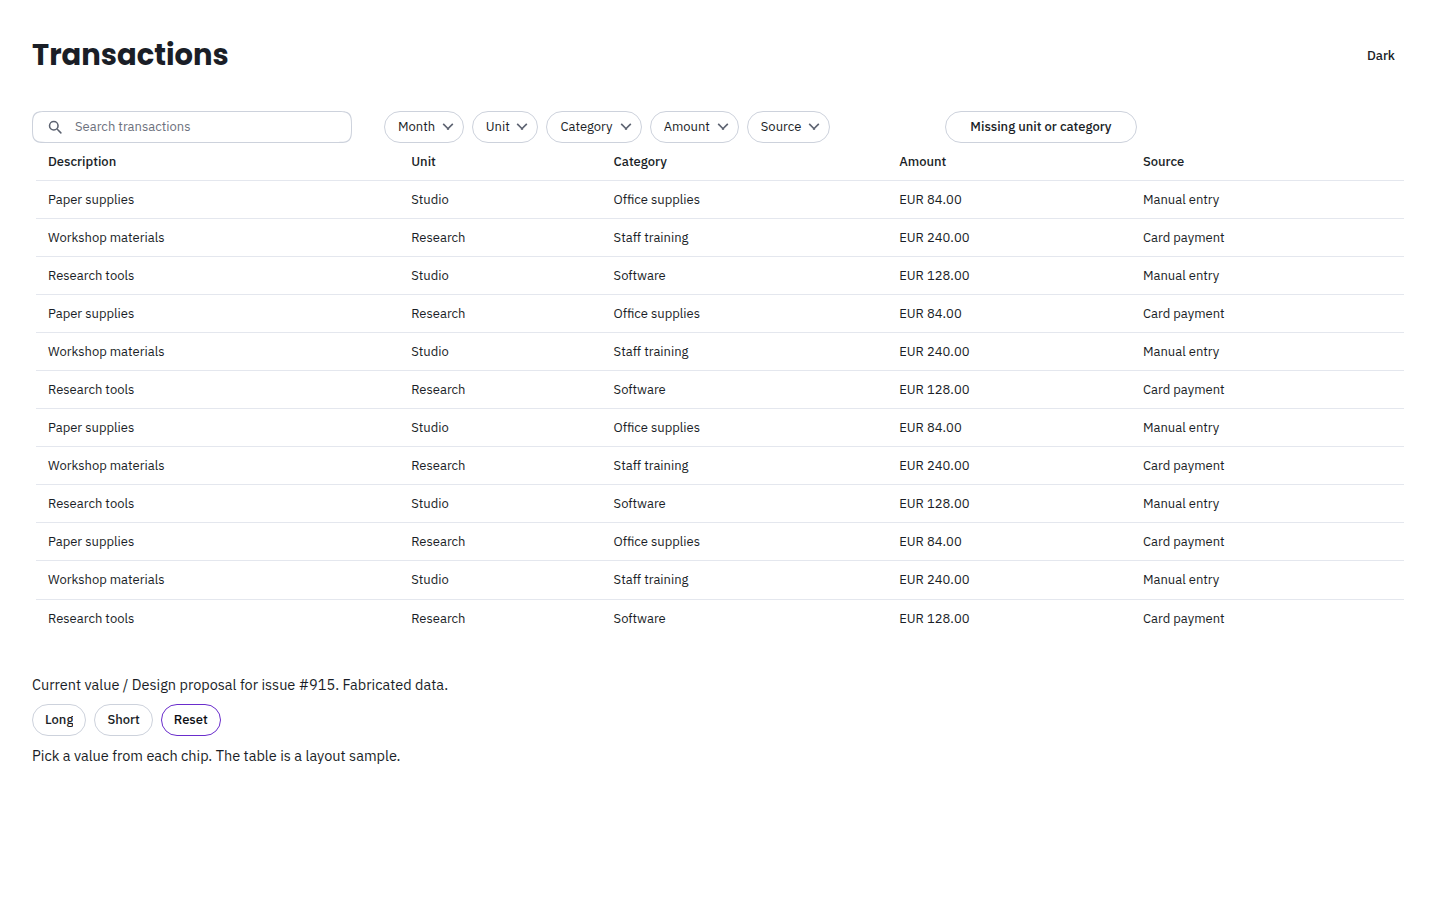 Transactions
Dark
Search transactions
Month Unit Category Amount Source Missing unit or category
Description Unit Category Amount Source
Paper supplies Studio Office supplies EUR 84.00 Manual entry
Workshop materials Research Staff training EUR 240.00 Card payment
Research tools Studio Software EUR 128.00 Manual entry
Paper supplies Research Office supplies EUR 84.00 Card payment
Workshop materials Studio Staff training EUR 240.00 Manual entry
Research tools Research Software EUR 128.00 Card payment
Paper supplies Studio Office supplies EUR 84.00 Manual entry
Workshop materials Research Staff training EUR 240.00 Card payment
Research tools Studio Software EUR 128.00 Manual entry
Paper supplies Research Office supplies EUR 84.00 Card payment
Workshop materials Studio Staff training EUR 240.00 Manual entry
Research tools Research Software EUR 128.00 Card payment
Current value / Design proposal for issue #915. Fabricated data.
Long Short Reset
Pick a value from each chip. The table is a layout sample.